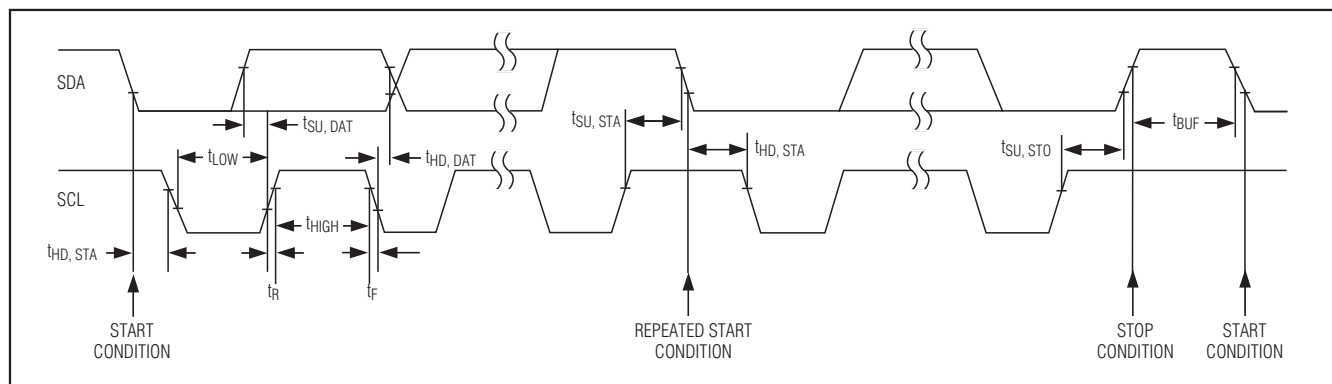 SDA
tSU, DAT
tSU, STA
tBUF
tLOW
tHD, DAT
tHD, STA
tSU, STO
SCL
tHIGH
tHD, STA
tR
tF
START
CONDITION
REPEATED START
CONDITION
STOP
CONDITION
START
CONDITION